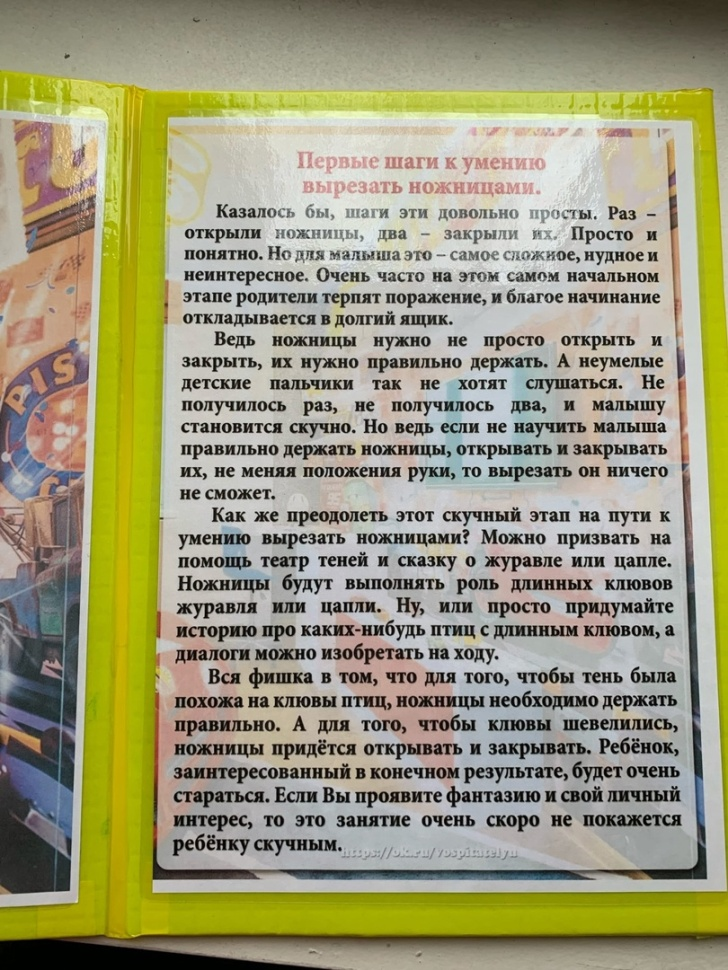 PIS
Первые шаги к умению
вырезать ножницами.
Казалось бы, шаги эти довольно просты. Раз –
открыли ножницы, два – закрыли их. Просто и
понятно. Но для малыша это – самое сложное, нудное и
неинтересное. Очень часто на этом самом начальном
этапе родители терпят поражение, и благое начинание
откладывается в долгий ящик.
Ведь ножницы нужно не просто открыть и
закрыть, их нужно правильно держать. А неумелые
детские пальчики так не хотят слушаться. Не
получилось раз, не получилось два, и малышу
становится скучно. Но ведь если не научить малыша
правильно держать ножницы, открывать и закрывать
их, не меняя положения руки, то вырезать он ничего
не сможет.
Как же преодолеть этот скучный этап на пути к
умению вырезать ножницами? Можно призвать на
помощь театр теней и сказку о журавле или цапле.
Ножницы будут выполнять роль длинных клювов
журавля или цапли. Ну, или просто придумайте
историю про каких-нибудь птиц с длинным клювом, а
диалоги можно изобретать на ходу.
Вся фишка в том, что для того, чтобы тень была
похожа на клювы птиц, ножницы необходимо держать
правильно. А для того, чтобы клювы шевелились,
ножницы придётся открывать и закрывать. Ребёнок,
заинтересованный в конечном результате, будет очень
стараться. Если Вы проявите фантазию и свой личный
интерес, то это занятие очень скоро не покажется
ребёнку скучным.
https://ok.ru/vospitatelyu